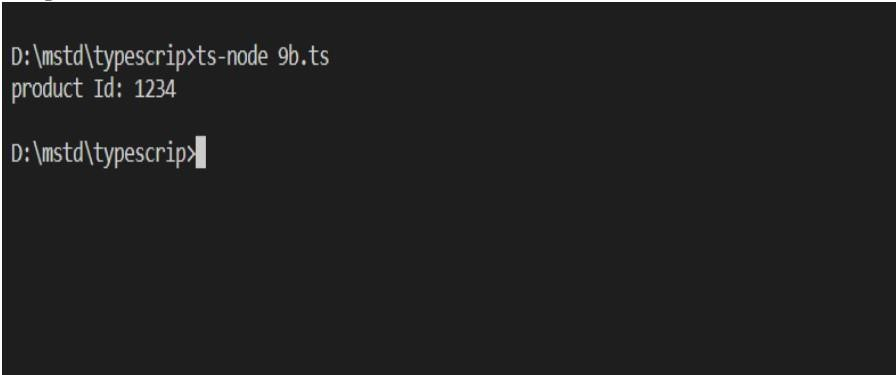 D:\mstd\typescrip>ts-node 9b.ts
product Id: 1234
D:\mstd\typescrip>